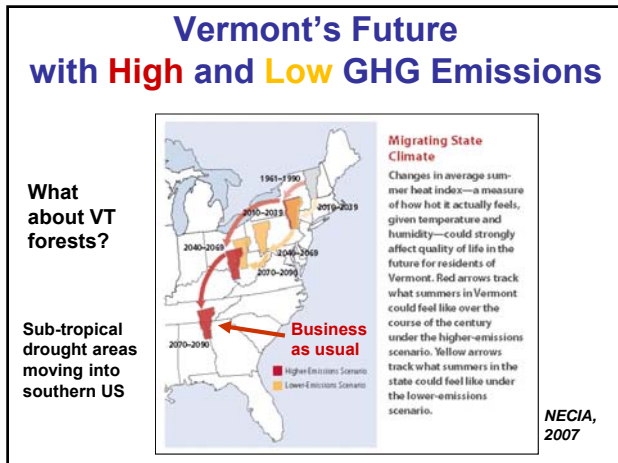 Vermont's Future
with High and Low GHG Emissions
What
about VT
forests?
Sub-tropical
drought areas
moving into
southern US
1961–1990
2010–2039
2010–2039
2040–2069
2040–2069
2070–2090
2070–2090
Business
as usual
Higher-Emissions Scenario
Lower-Emissions Scenario
Migrating State
Climate
Changes in average sum-
mer heat index—a measure
of how hot it actually feels,
given temperature and
humidity—could strongly
affect quality of life in the
future for residents of
Vermont. Red arrows track
what summers in Vermont
could feel like over the
course of the century
under the higher-emissions
scenario. Yellow arrows
track what summers in the
state could feel like under
the lower-emissions
scenario.
NECIA,
2007